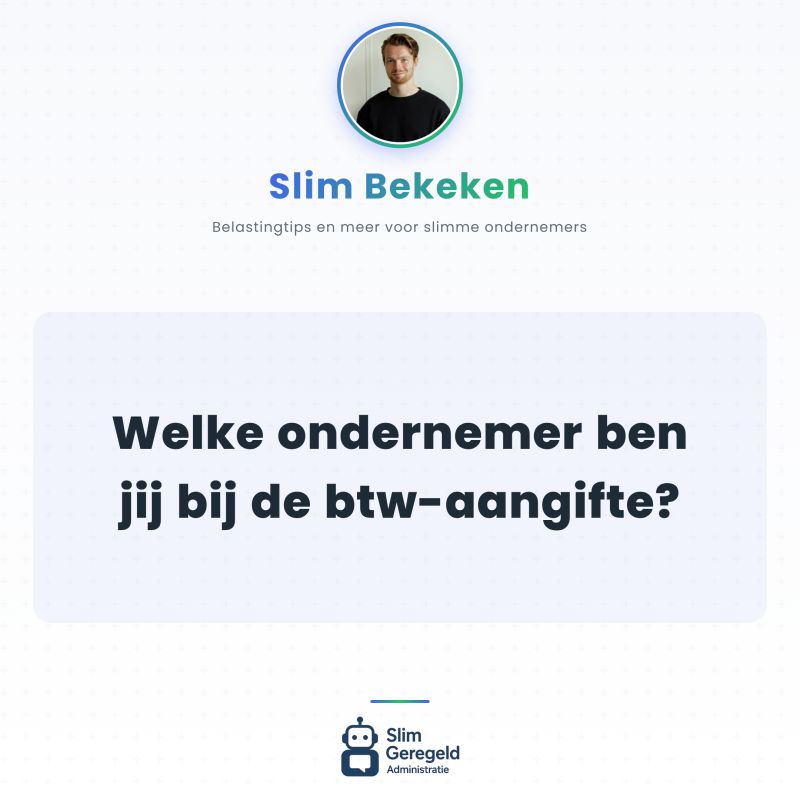 Slim Bekeken
Belastingtips en meer voor slimme ondernemers
Welke ondernemer ben
jij bij de btw-aangifte?
Slim
Geregeld
Administratie